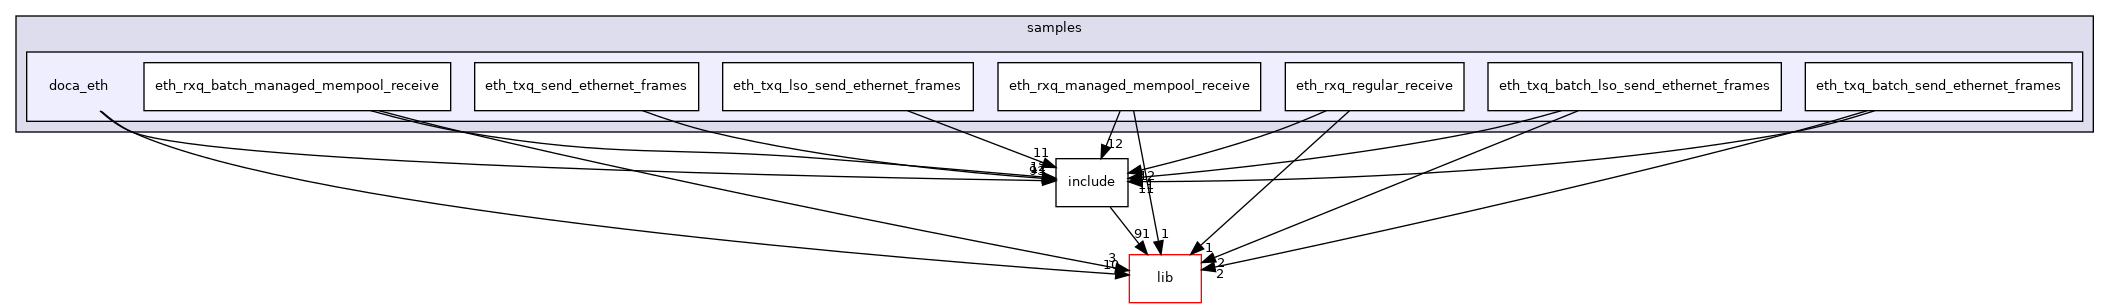 samples
doca_eth
eth_rxq_batch_managed_mempool_receive
eth_txq_send_ethernet_frames
eth_txq_lso_send_ethernet_frames
eth_rxq_managed_mempool_receive
eth_rxq_regular_receive
eth_txq_batch_lso_send_ethernet_frames
eth_txq_batch_send_ethernet_frames
11
12
include
12
11
91
1
1
3
10
2
2
lib